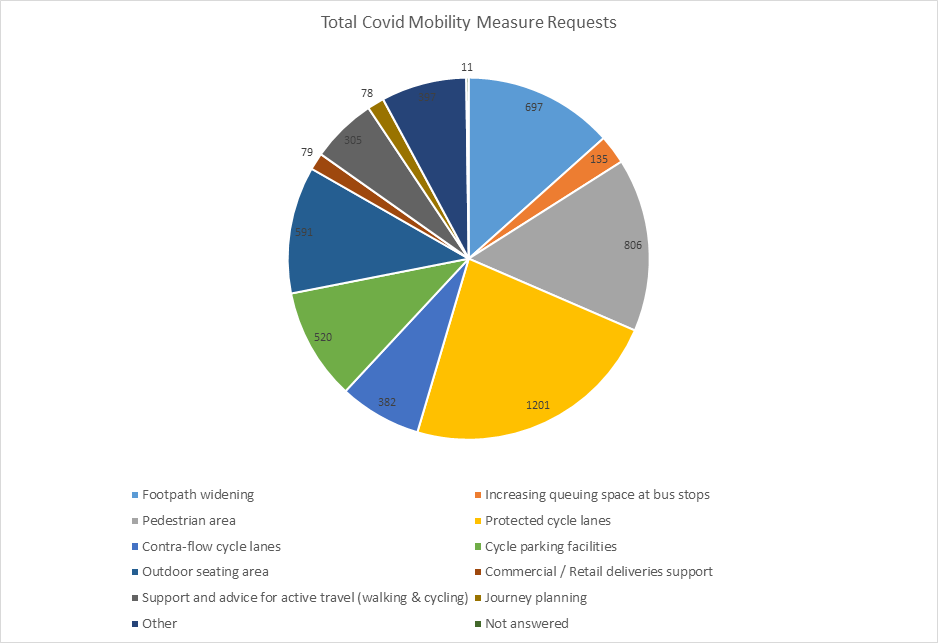 Total Covid Mobility Measure Requests
11
697
78
305
135
79
591
806
520
382
1201
Footpath widening
Increasing queuing space at bus stops
Pedestrian area
Protected cycle lanes
Contra-flow cycle lanes
Cycle parking facilities
Outdoor seating area
Commercial / Retail deliveries support
Support and advice for active travel (walking & cycling)
Journey planning
Other
Not answered